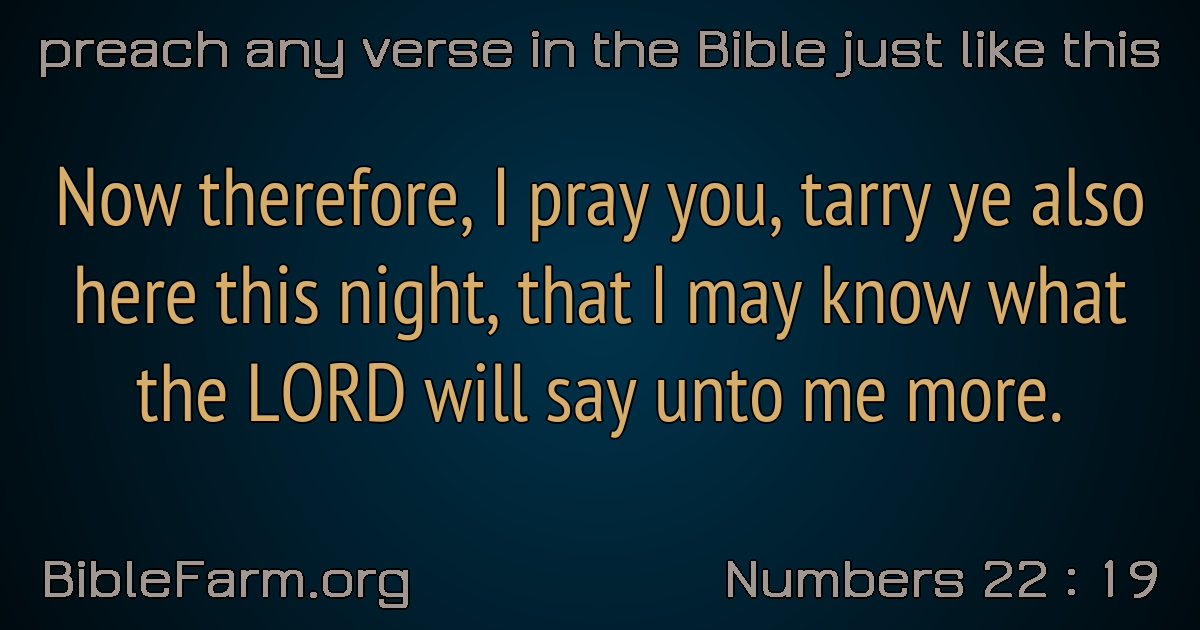 preach any verse in the Bible just like this
Now therefore, I pray you, tarry ye also
here this night, that I may know what
the LORD will say unto me more.
BibleFarm.org
Numbers 22 : 19